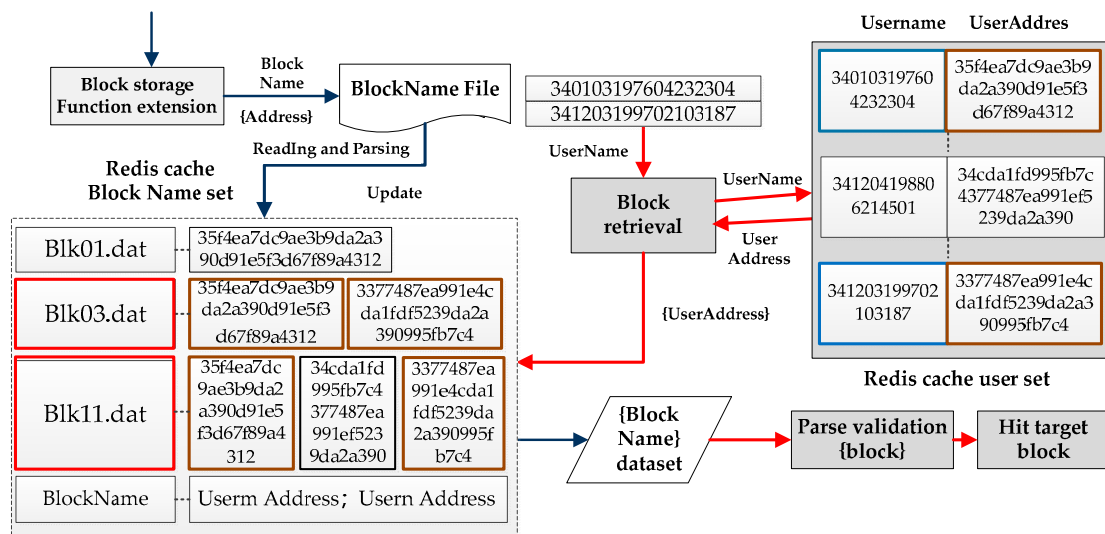 Username UserAddres
Block storage
Function extension
Block
Name
{Address}
BlockName File
ReadIng and Parsing
Update
Redis cache
Block Name set
340103197604232304
341203199702103187
UserName
Block
retrieval
UserName
User
Address
{UserAddress}
34010319760
4232304
35f4ea7dc9ae3b9
da2a390d91e5f3
d67f89a4312
34120419880
6214501
34cda1fd995fb7c
4377487ea991ef5
239da2a390
341203199702
103187
3377487ea991e4c
da1fdf5239da2a3
90995fb7c4
Redis cache user set
Blk01.dat
35f4ea7dc9ae3b9da2a3
90d91e5f3d67f89a4312
Blk03.dat
35f4ea7dc9ae3b9
da2a390d91e5f3
d67f89a4312
3377487ea991e4c
da1fdf5239da2a
390995fb7c4
Blk11.dat
35f4ea7dc
9ae3b9da2
a390d91e5
f3d67f89a4
312
34cda1fd
995fb7c4
377487ea
991ef523
9da2a390
3377487ea
991e4cda1
fdf5239da
2a390995f
b7c4
BlockName
Userm Address；Usern Address
{Block
Name}
dataset
Parse validation
{block}
Hit target
block